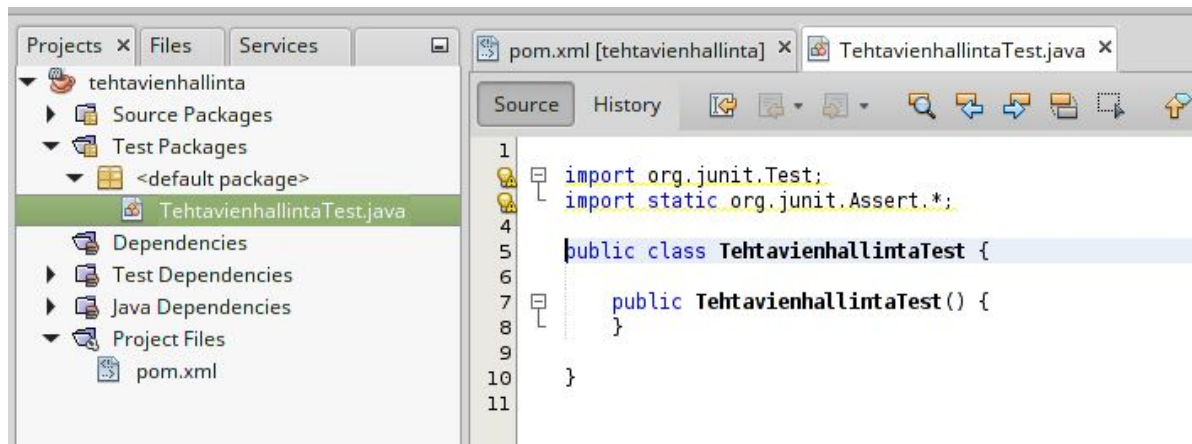 Projects Files Services
tehtavienhallinta
Source Packages
Test Packages
<default package>
TehtavienhallintaTest.java
Dependencies
Test Dependencies
Java Dependencies
Project Files
pom.xml
pom.xml [tehtavienhallinta] TehtavienhallintaTest.java
Source History
1
import org.junit.Test;
import static org.junit.Assert.*;
4
5 public class TehtavienhallintaTest {
6
7 public TehtavienhallintaTest() {
8 }
9
10 }
11